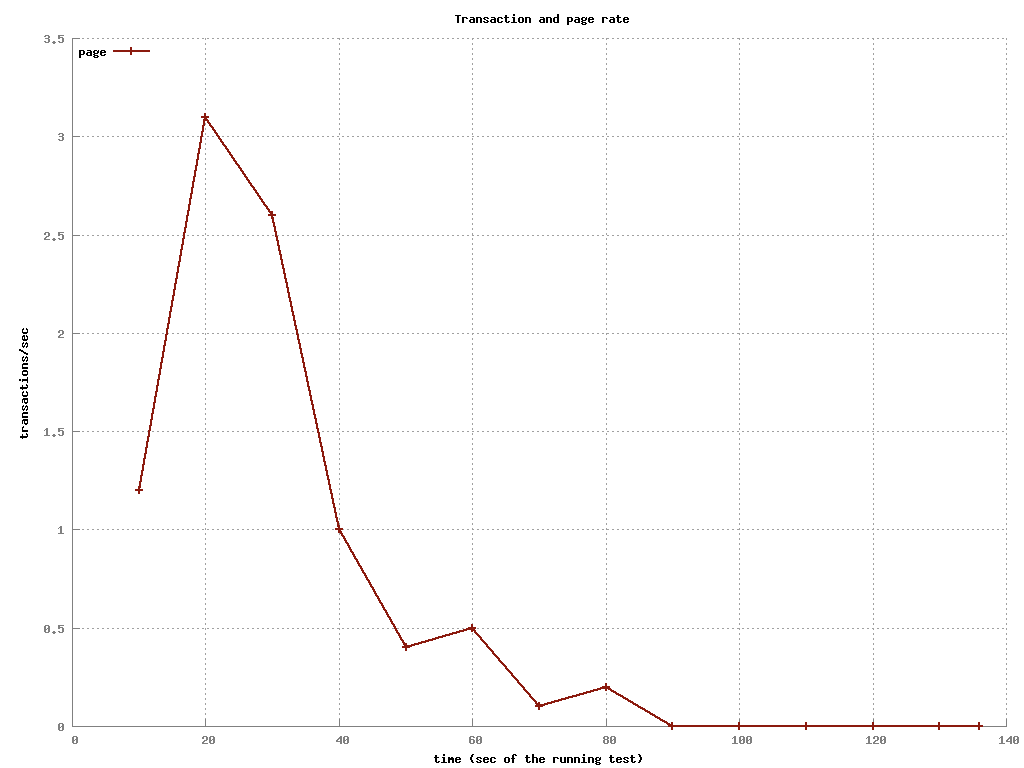 Transaction and page rate
page
3.5
3
2.5
2
1.5
1
0.5
0
transactions/sec
0 20 40 60 80 100 120 140
time (sec of the running test)